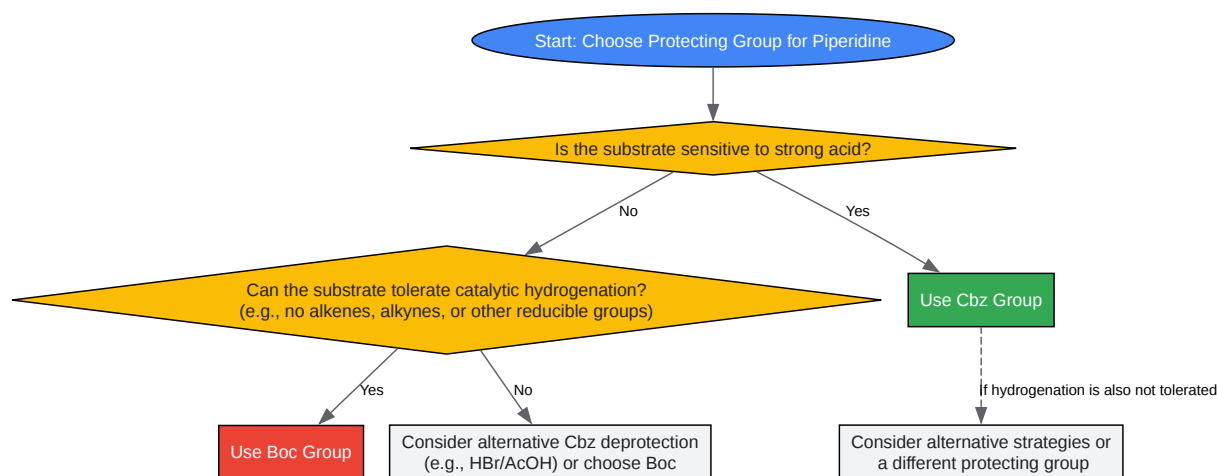 Start: Choose Protecting Group for Piperidine
Is the substrate sensitive to strong acid?
No
Yes
Can the substrate tolerate catalytic hydrogenation?
(e.g., no alkenes, alkynes, or other reducible groups)
Use Cbz Group
Yes
No
If hydrogenation is also not tolerated
Use Boc Group
Consider alternative Cbz deprotection
(e.g., HBr/AcOH) or choose Boc
Consider alternative strategies or
a different protecting group